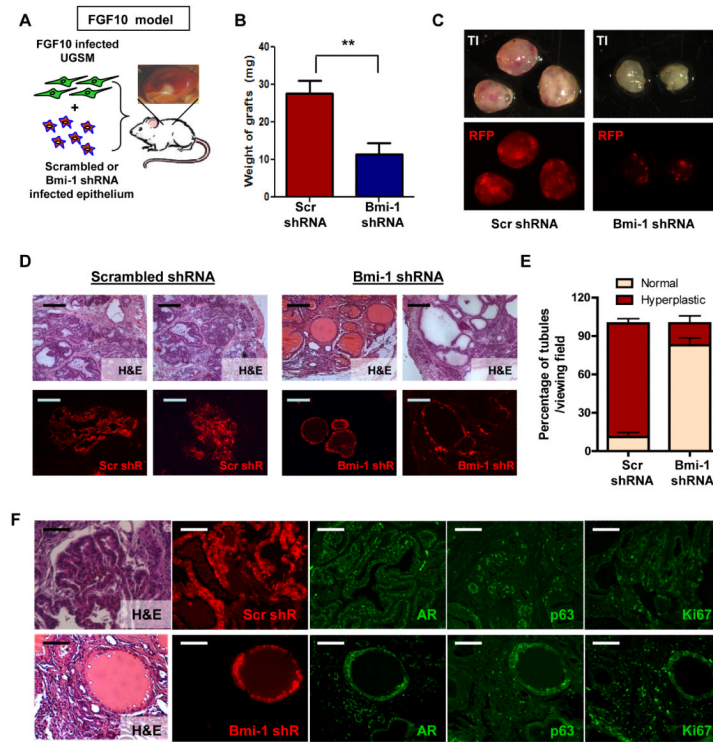 A
FGF10 model
FGF10 infected
UGSM
+
Scrambled or
Bmi-1 shRNA
infected epithelium
B
Weight of grafts (mg)
40
30
20
10
0
**
Scr
shRNA
Bmi-1
shRNA
C
TI
TI
RFP
RFP
Scr shRNA
Bmi-1 shRNA
D
Scrambled shRNA
Bmi-1 shRNA
H&E
H&E
H&E
H&E
Scr shR
Scr shR
Bmi-1 shR
Bmi-1 shR
E
Normal
Hyperplastic
Percentage of tubules
/viewing field
120
90
60
30
0
Scr
shRNA
Bmi-1
shRNA
F
H&E
Scr shR
AR
p63
Ki67
H&E
Bmi-1 shR
AR
p63
Ki67